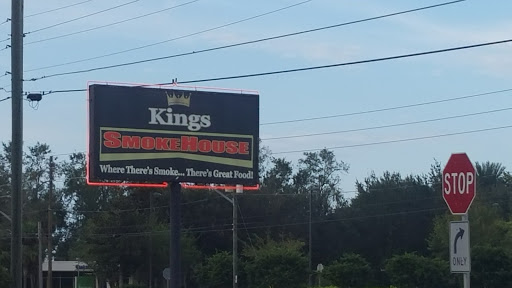 Kings
SMOKEHOUSE
Where There's Smoke... There's Great Food!
STOP
ONLY